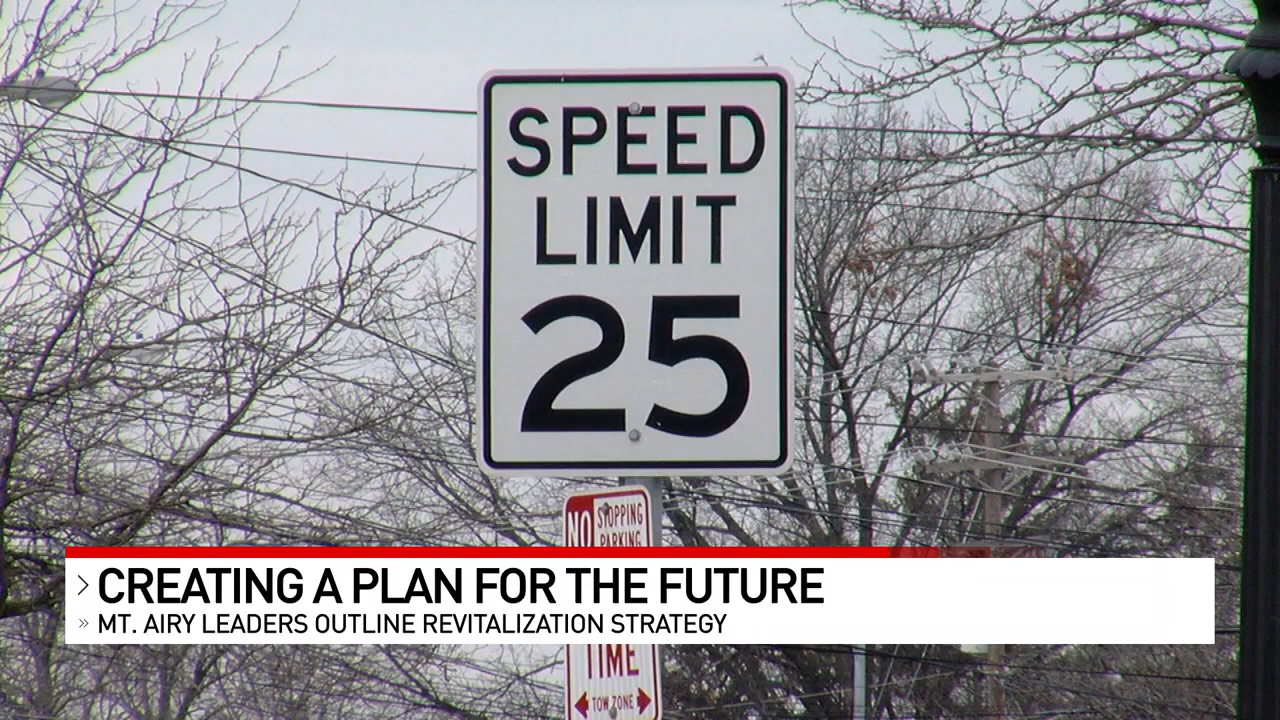 SPEED
LIMIT
25
NO STOPPING
PARKING
> CREATING A PLAN FOR THE FUTURE
» MT. AIRY LEADERS OUTLINE REVITALIZATION STRATEGY
TIME
TOW ZONE